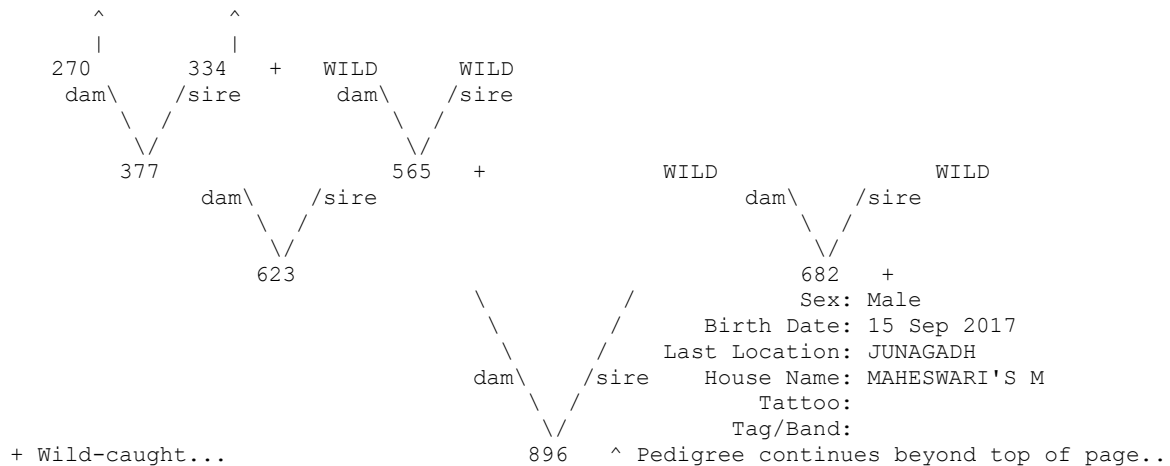 ^ ^
| |
270 334 + WILD WILD
dam\ /sire dam\ /sire
\ / \ /
\/ \/
377 565 + WILD WILD
dam\ /sire dam\ /sire
\ / \ /
\/ \/
623 682 +
\ / Sex: Male
\ / Birth Date: 15 Sep 2017
\ / Last Location: JUNAGADH
dam\ /sire House Name: MAHESWARI'S M
\ / Tattoo:
\/ Tag/Band:
+ Wild-caught... 896 ^ Pedigree continues beyond top of page..